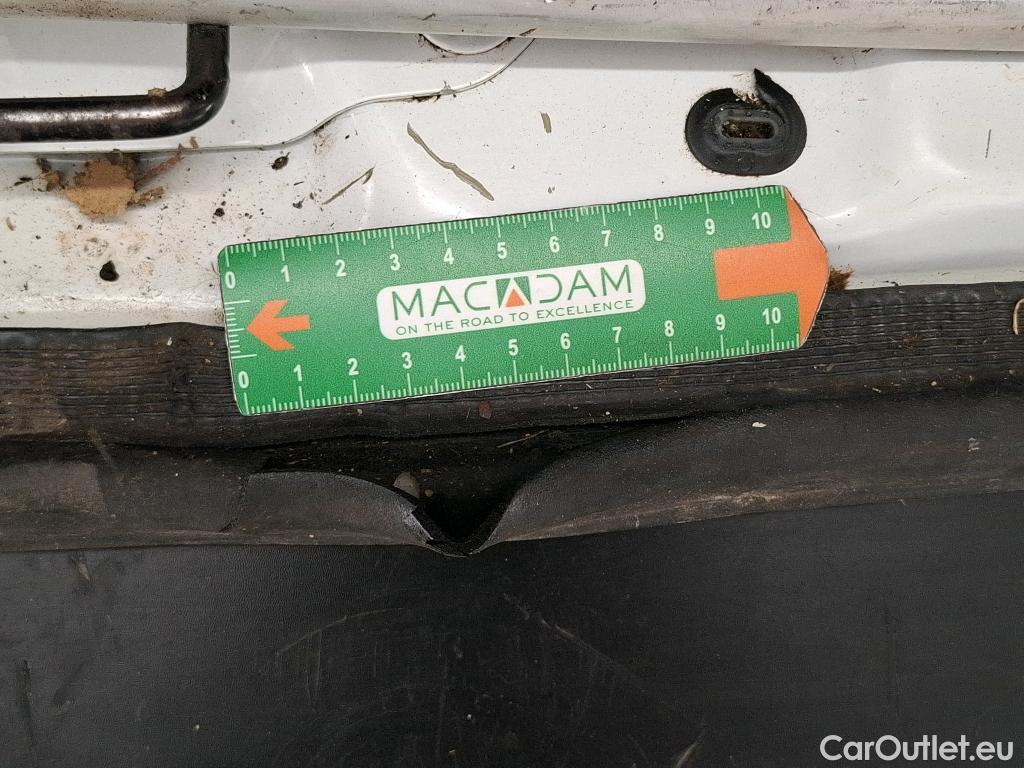 0 1 2 3 4 5 6 7 8 9 10
MACADAM
ON THE ROAD TO EXCELLENCE
0 1 2 3 4 5 6 7 8 9 10
CarOutlet.eu